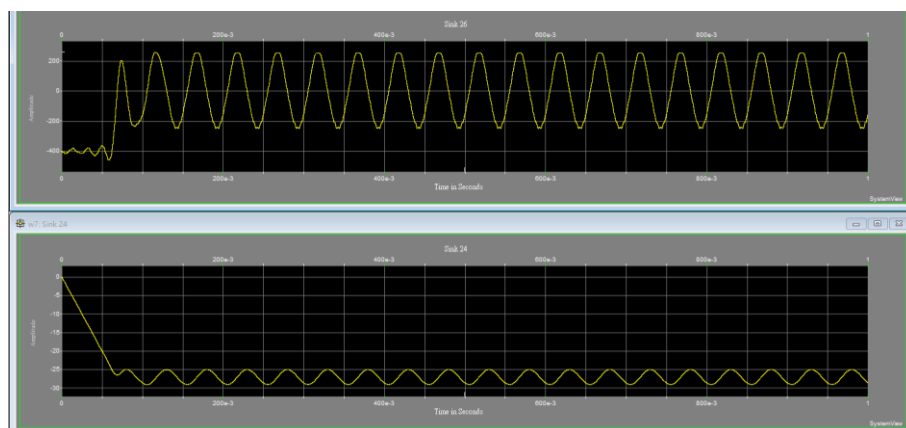 Sink 26
0 200e-3 400e-3 600e-3 800e-3 1
200
0
-200
-400
Amplitude
0 200e-3 400e-3 600e-3 800e-3 1
Time in Seconds
SystemView
w7: Sink 24
Sink 24
0 200e-3 400e-3 600e-3 800e-3 1
0
-5
-10
-15
-20
-25
-30
Amplitude
0 200e-3 400e-3 600e-3 800e-3 1
Time in Seconds
SystemView